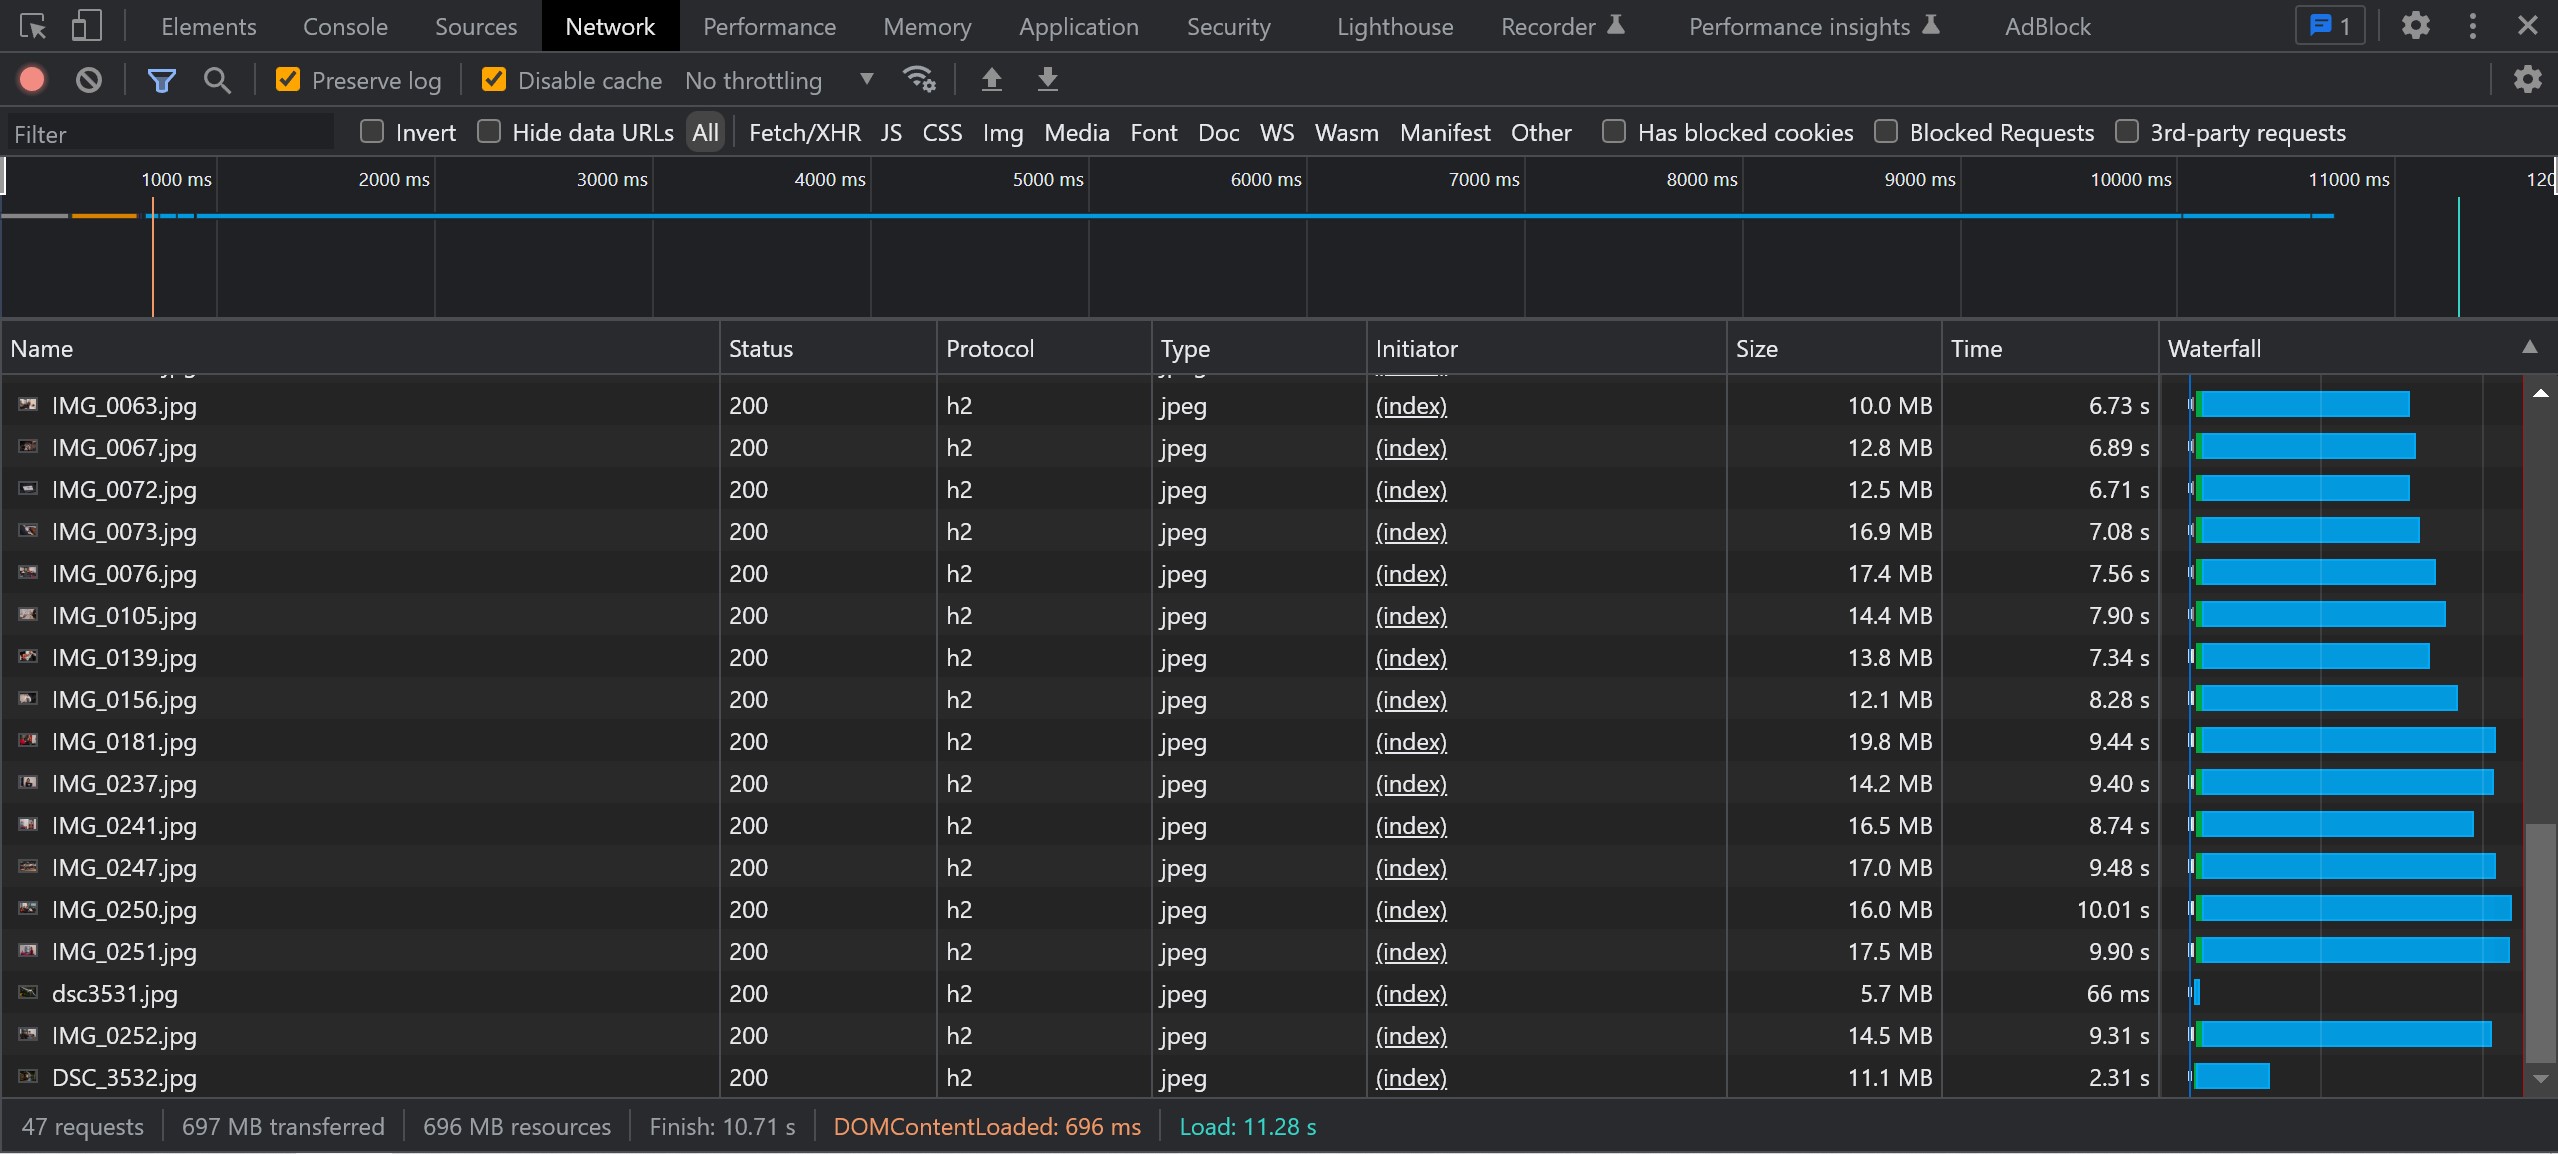 Elements Console Sources Network Performance Memory Application Security Lighthouse Recorder Performance insights AdBlock 1
Preserve log Disable cache No throttling
Filter Invert Hide data URLs All Fetch/XHR JS CSS Img Media Font Doc WS Wasm Manifest Other Has blocked cookies Blocked Requests 3rd-party requests
1000 ms 2000 ms 3000 ms 4000 ms 5000 ms 6000 ms 7000 ms 8000 ms 9000 ms 10000 ms 11000 ms
Name Status Protocol Type Initiator Size Time Waterfall
IMG_0063.jpg 200 h2 jpeg (index) 10.0 MB 6.73 s
IMG_0067.jpg 200 h2 jpeg (index) 12.8 MB 6.89 s
IMG_0072.jpg 200 h2 jpeg (index) 12.5 MB 6.71 s
IMG_0073.jpg 200 h2 jpeg (index) 16.9 MB 7.08 s
IMG_0076.jpg 200 h2 jpeg (index) 17.4 MB 7.56 s
IMG_0105.jpg 200 h2 jpeg (index) 14.4 MB 7.90 s
IMG_0139.jpg 200 h2 jpeg (index) 13.8 MB 7.34 s
IMG_0156.jpg 200 h2 jpeg (index) 12.1 MB 8.28 s
IMG_0181.jpg 200 h2 jpeg (index) 19.8 MB 9.44 s
IMG_0237.jpg 200 h2 jpeg (index) 14.2 MB 9.40 s
IMG_0241.jpg 200 h2 jpeg (index) 16.5 MB 8.74 s
IMG_0247.jpg 200 h2 jpeg (index) 17.0 MB 9.48 s
IMG_0250.jpg 200 h2 jpeg (index) 16.0 MB 10.01 s
IMG_0251.jpg 200 h2 jpeg (index) 17.5 MB 9.90 s
dsc3531.jpg 200 h2 jpeg (index) 5.7 MB 66 ms
IMG_0252.jpg 200 h2 jpeg (index) 14.5 MB 9.31 s
DSC_3532.jpg 200 h2 jpeg (index) 11.1 MB 2.31 s
47 requests 697 MB transferred 696 MB resources Finish: 10.71 s DOMContentLoaded: 696 ms Load: 11.28 s